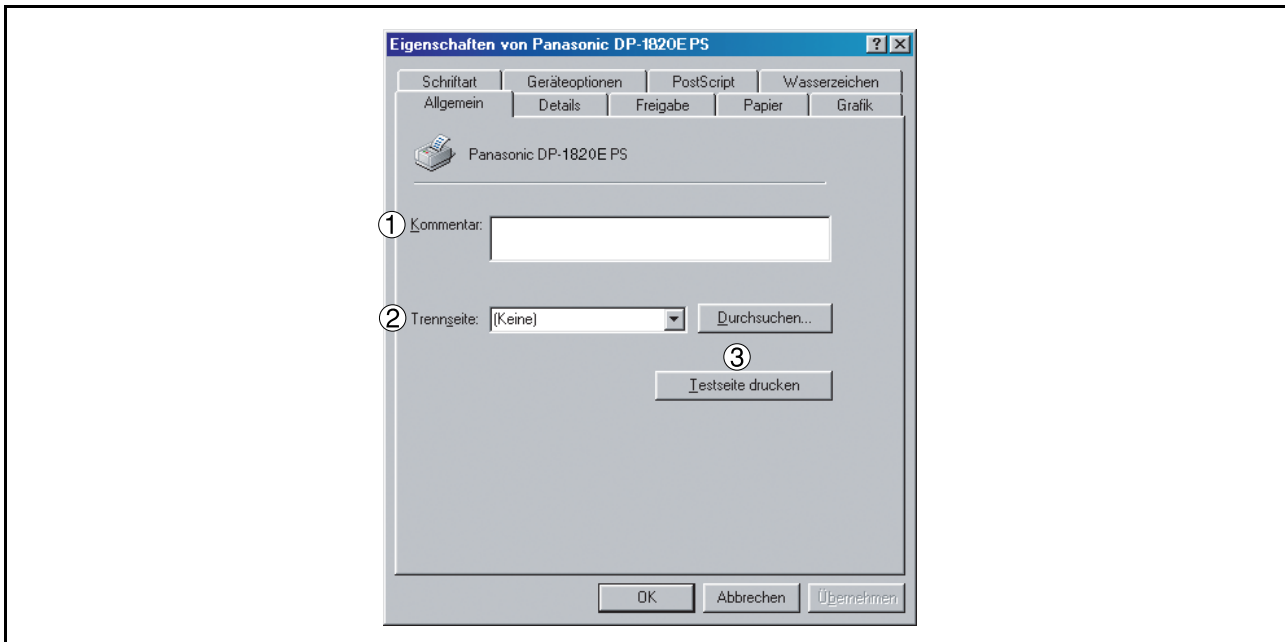 Eigenschaften von Panasonic DP-1820E PS
Schriftart Geräteoptionen PostScript Wasserzeichen
Allgemein Details Freigabe Papier Grafik
Panasonic DP-1820E PS
① Kommentar:
② Trennseite: (Keine) Durchsuchen...
③
Testseite drucken
OK Abbrechen Übernehmen